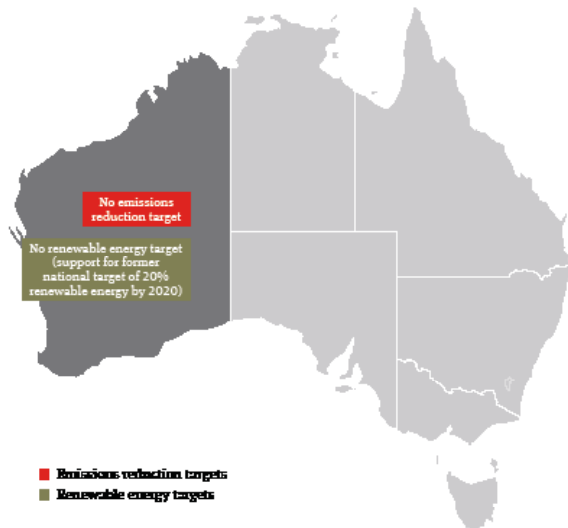 No emissions
reduction target
No renewable energy target
(support for former
national target of 20%
renewable energy by 2020)
Emissions reduction targets
Renewable energy targets